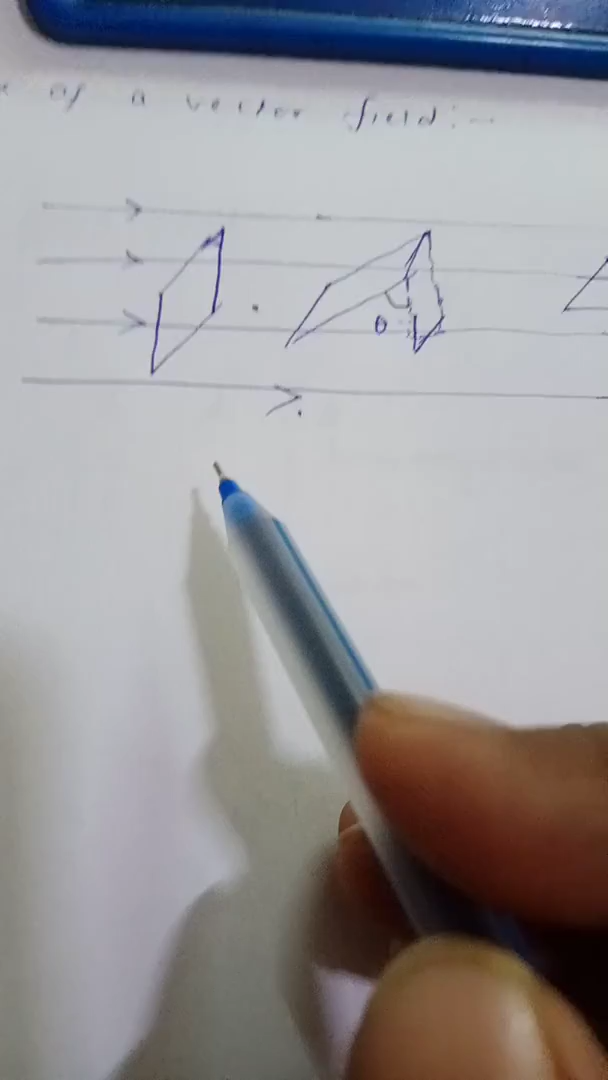 of a vector field:-
θ